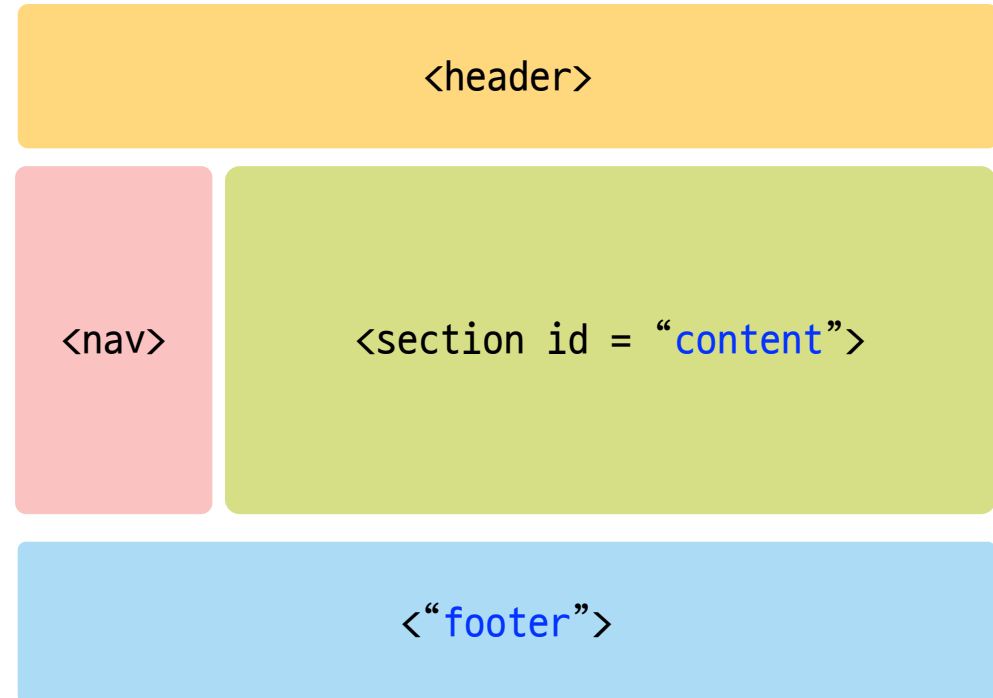 <header>
<nav>
<section id = “content”>
<“footer”>